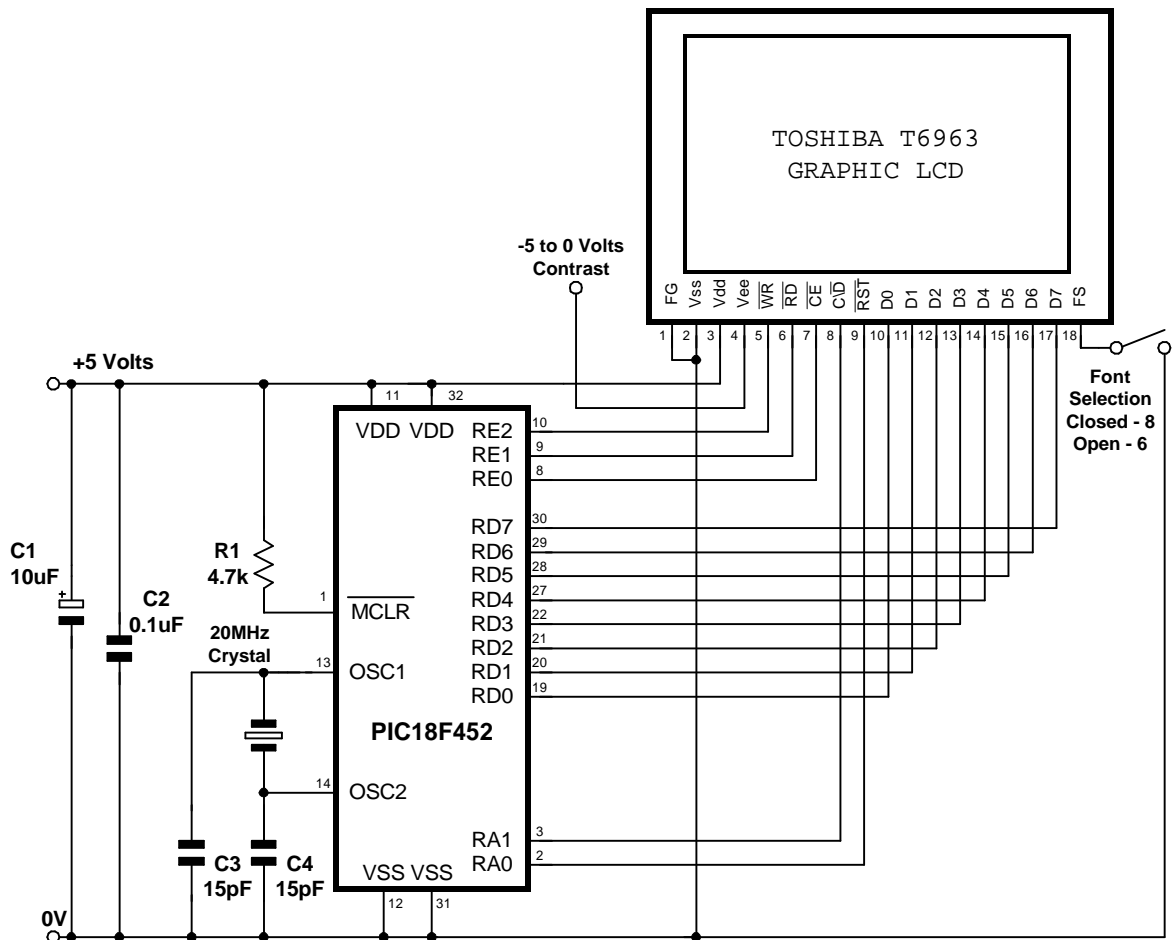 TOSHIBA T6963
GRAPHIC LCD
-5 to 0 Volts
Contrast
FG Vss Vdd Vee WR RD CE C\D RST D0 D1 D2 D3 D4 D5 D6 D7 FS
1 2 3 4 5 6 7 8 9 10 11 12 13 14 15 16 17 18
Font
Selection
Closed - 8
Open - 6
+5 Volts
11 32
VDD VDD
RE2 10
RE1 9
RE0 8
RD7 30
RD6 29
RD5 28
RD4 27
RD3 22
RD2 21
RD1 20
RD0 19
C1
10uF
+
C2
0.1uF
R1
4.7k
1 MCLR
20MHz
Crystal
13 OSC1
PIC18F452
14 OSC2
RA1 3
RA0 2
C3
15pF
C4
15pF
VSS VSS
12 31
0V